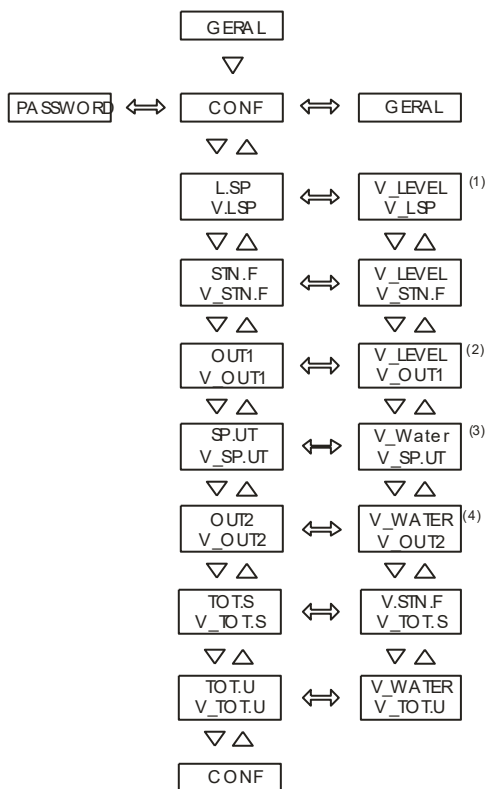 GERAL
PASSWORD CONF GERAL
L.SP V_LEVEL (1)
V.LSP V_LSP
STN.F V_LEVEL
V_STN.F V_STN.F
OUT1 V_LEVEL (2)
V_OUT1 V_OUT1
SP.UT V_Water (3)
V_SP.UT V_SP.UT
OUT2 V_WATER (4)
V_OUT2 V_OUT2
TOT.S V.STN.F
V_TOT.S V_TOT.S
TOT.U V_WATER
V_TOT.U V_TOT.U
CONF